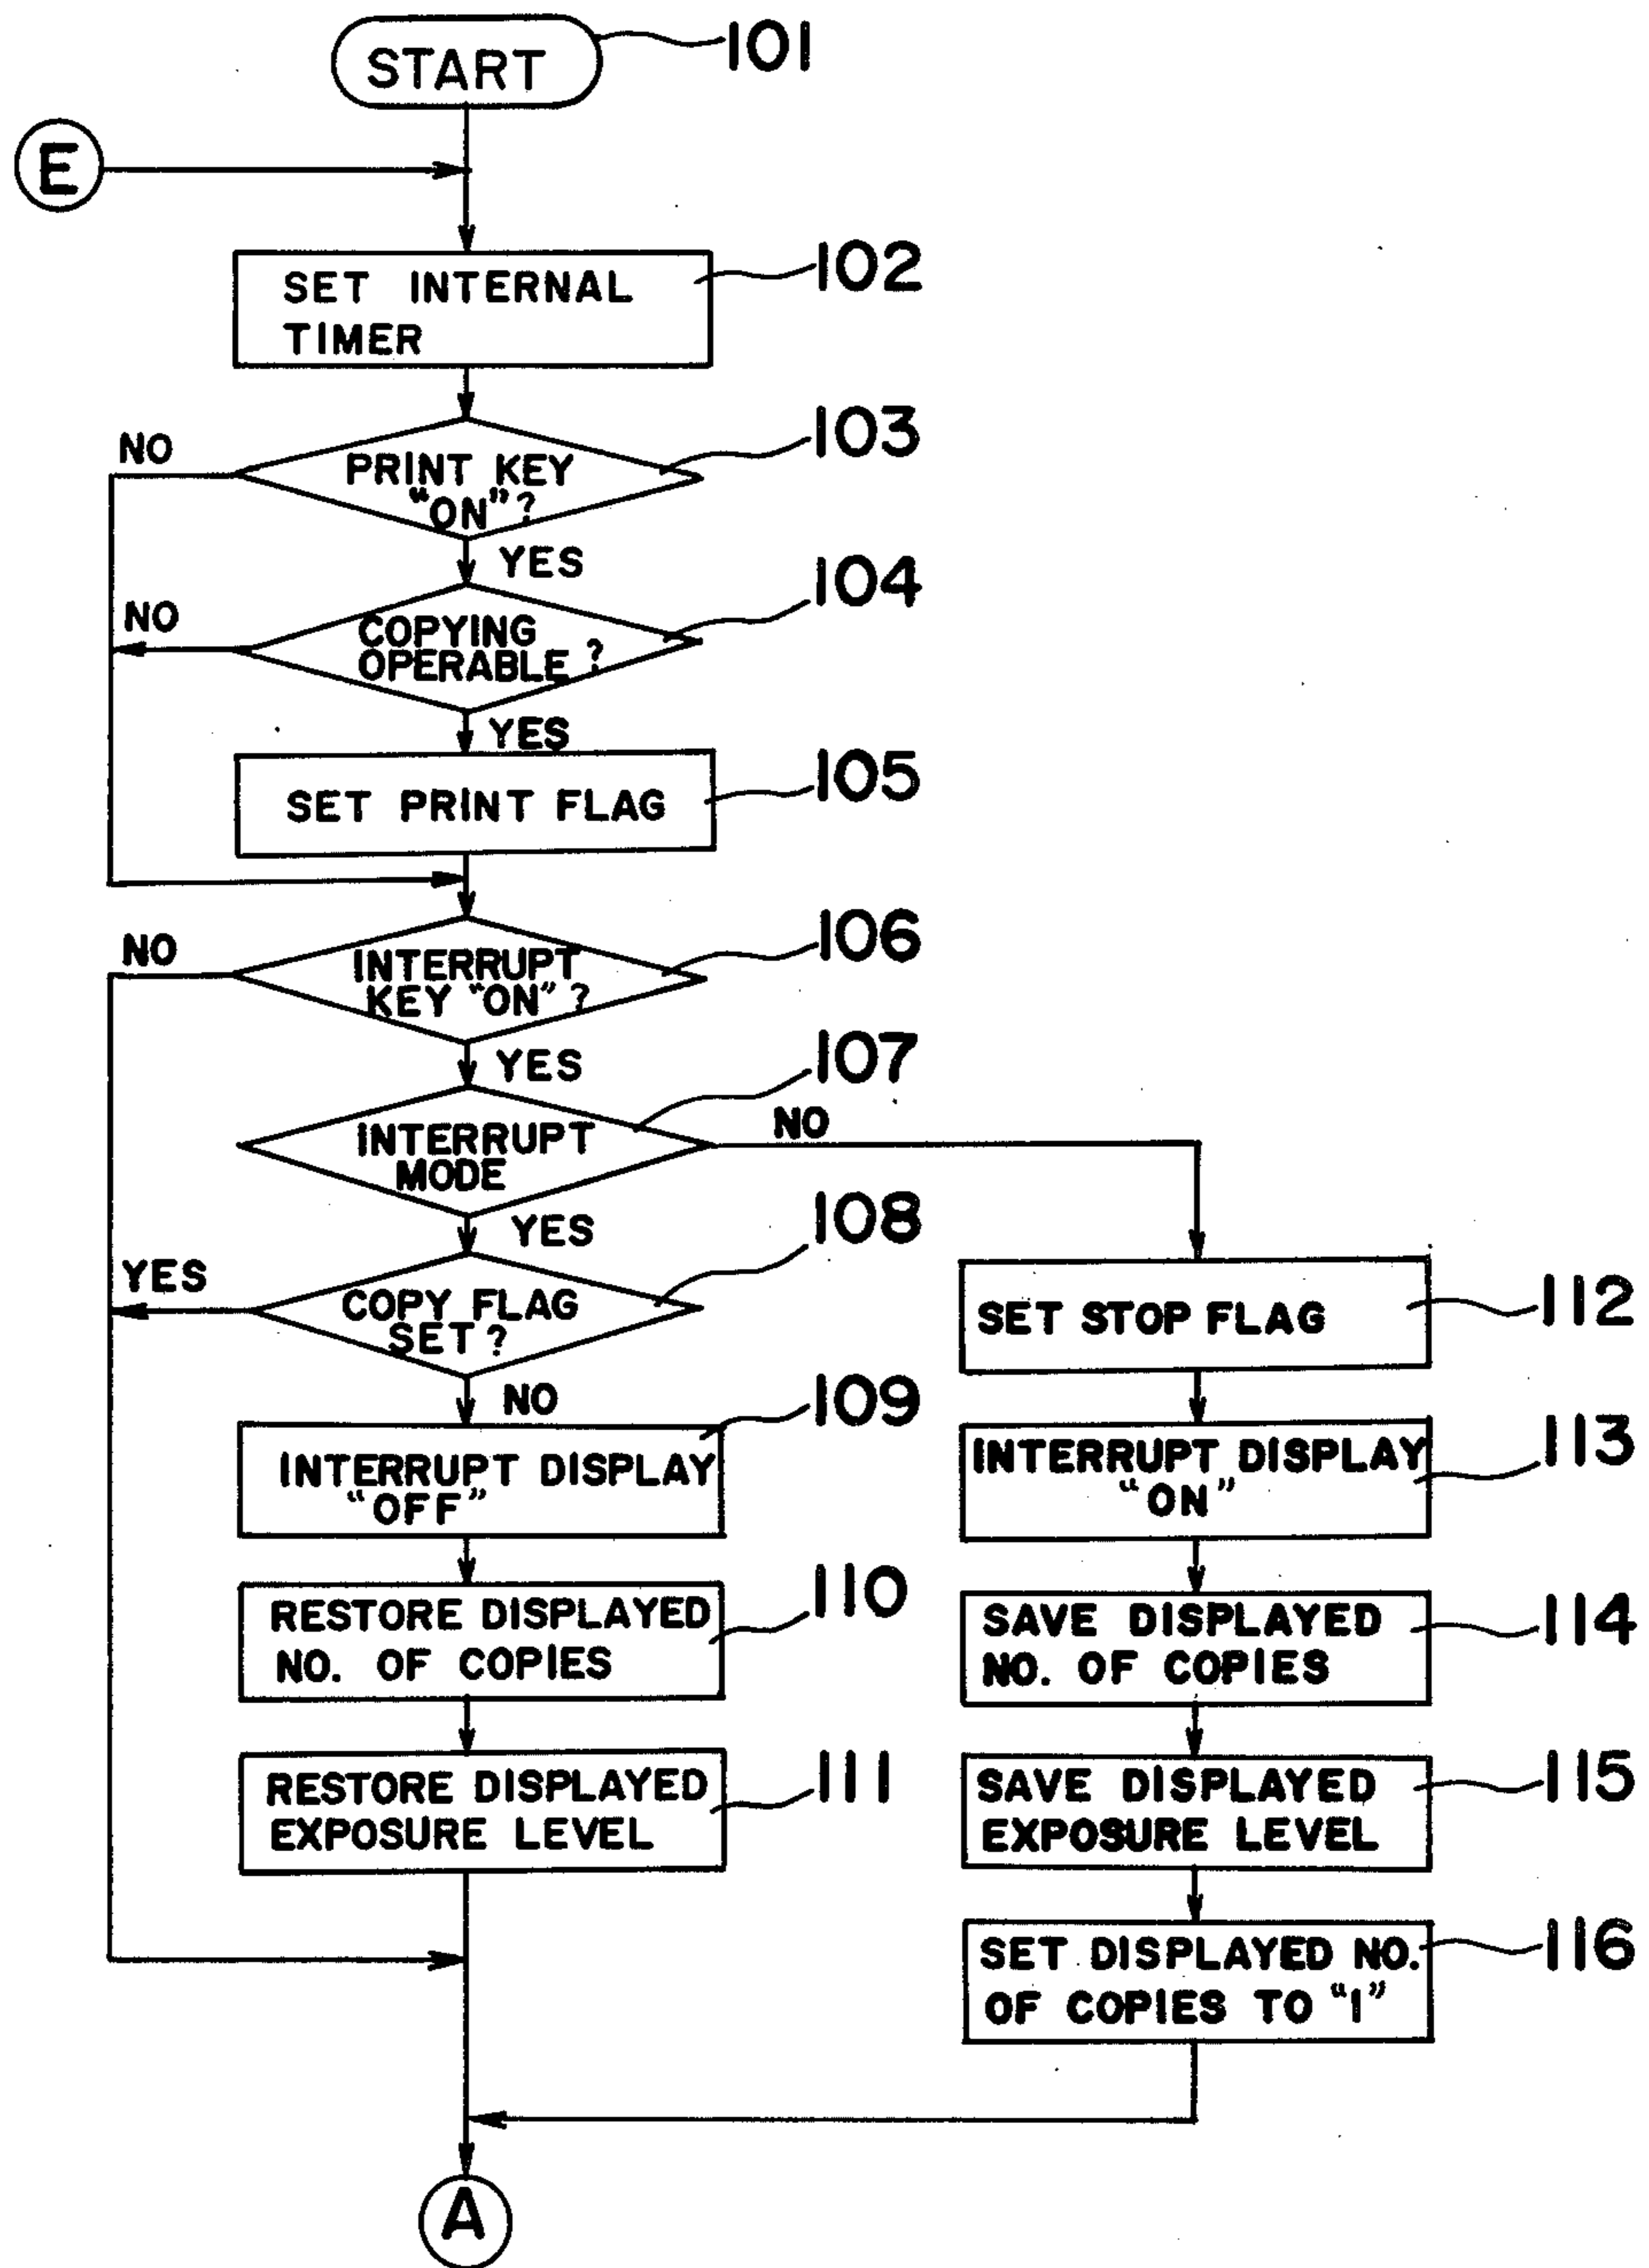 START
101
E
SET INTERNAL
TIMER
102
PRINT KEY
"ON"?
103
NO
YES
COPYING
OPERABLE ?
104
NO
YES
SET PRINT FLAG
105
INTERRUPT
KEY "ON" ?
106
NO
YES
INTERRUPT
MODE
107
NO
YES
COPY FLAG
SET ?
108
YES
NO
INTERRUPT DISPLAY
"OFF"
109
RESTORE DISPLAYED
NO. OF COPIES
110
RESTORE DISPLAYED
EXPOSURE LEVEL
111
SET STOP FLAG
112
INTERRUPT DISPLAY
"ON"
113
SAVE DISPLAYED
NO. OF COPIES
114
SAVE DISPLAYED
EXPOSURE LEVEL
115
SET DISPLAYED NO.
OF COPIES TO "1"
116
A